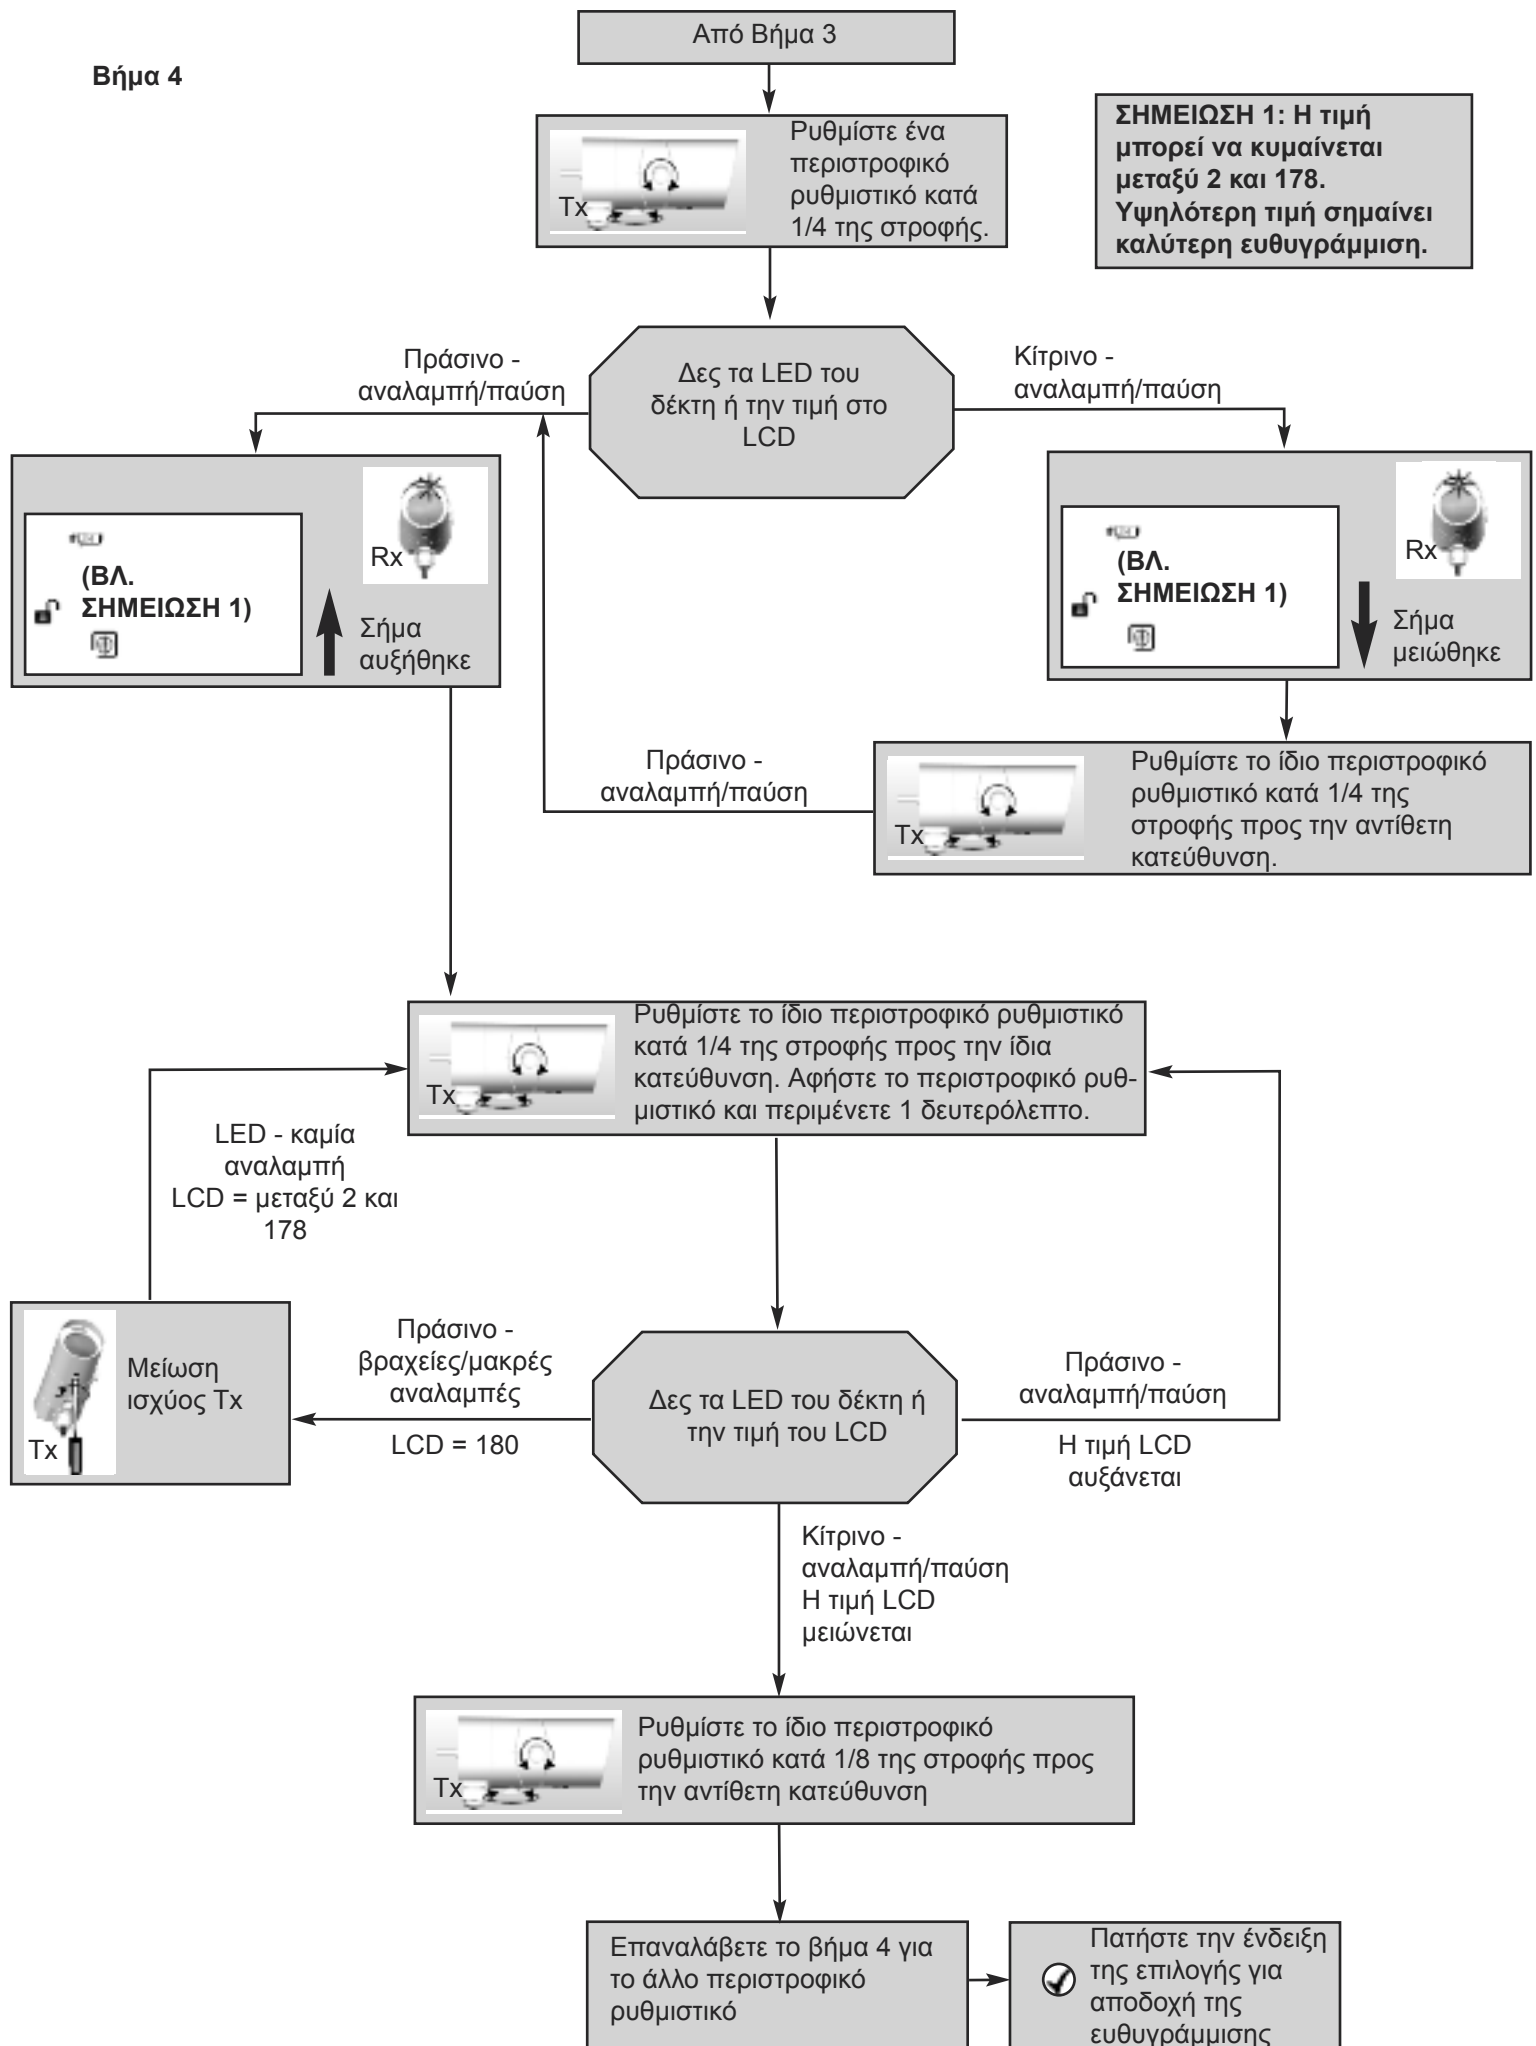 Από Βήμα 3
Βήμα 4
Ρυθμίστε ένα
περιστροφικό
ρυθμιστικό κατά
1/4 της στροφής.
Tx
ΣΗΜΕΙΩΣΗ 1: Η τιμή
μπορεί να κυμαίνεται
μεταξύ 2 και 178.
Υψηλότερη τιμή σημαίνει
καλύτερη ευθυγράμμιση.
Πράσινο -
αναλαμπή/παύση
Δες τα LED του
δέκτη ή την τιμή στο
LCD
Κίτρινο -
αναλαμπή/παύση
Rx
(ΒΛ.
ΣΗΜΕΙΩΣΗ 1)
Σήμα
αυξήθηκε
Rx
(ΒΛ.
ΣΗΜΕΙΩΣΗ 1)
Σήμα
μειώθηκε
Πράσινο -
αναλαμπή/παύση
Tx
Ρυθμίστε το ίδιο περιστροφικό
ρυθμιστικό κατά 1/4 της
στροφής προς την αντίθετη
κατεύθυνση.
Tx
Ρυθμίστε το ίδιο περιστροφικό ρυθμιστικό
κατά 1/4 της στροφής προς την ίδια
κατεύθυνση. Αφήστε το περιστροφικό ρυθ-
μιστικό και περιμένετε 1 δευτερόλεπτο.
LED - καμία
αναλαμπή
LCD = μεταξύ 2 και
178
Tx
Μείωση
ισχύος Tx
Πράσινο -
βραχείες/μακρές
αναλαμπές
LCD = 180
Δες τα LED του δέκτη ή
την τιμή του LCD
Πράσινο -
αναλαμπή/παύση
Η τιμή LCD
αυξάνεται
Κίτρινο -
αναλαμπή/παύση
Η τιμή LCD
μειώνεται
Tx
Ρυθμίστε το ίδιο περιστροφικό
ρυθμιστικό κατά 1/8 της στροφής προς
την αντίθετη κατεύθυνση
Επαναλάβετε το βήμα 4 για
το άλλο περιστροφικό
ρυθμιστικό
Πατήστε την ένδειξη
της επιλογής για
αποδοχή της
ευθυγράμμισης